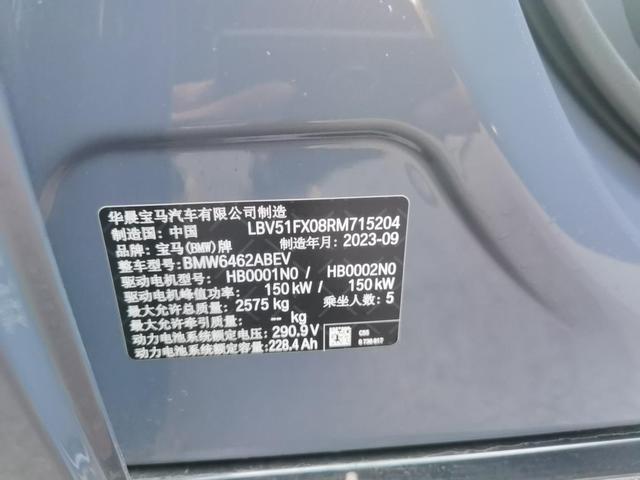 华晨宝马汽车有限公司制造
制造国: 中国 LBV51FX08RM715204
品牌: 宝马(BMW)牌 制造年月: 2023-09
整车型号: BMW6462ABEV
驱动电机型号: HB0001N0 / HB0002N0
驱动电机峰值功率: 150 kW / 150 kW
最大允许总质量: 2575 kg 乘坐人数: 5
最大允许牵引质量: -- kg
动力电池系统额定电压: 290.9 V
动力电池系统额定容量: 228.4 Ah